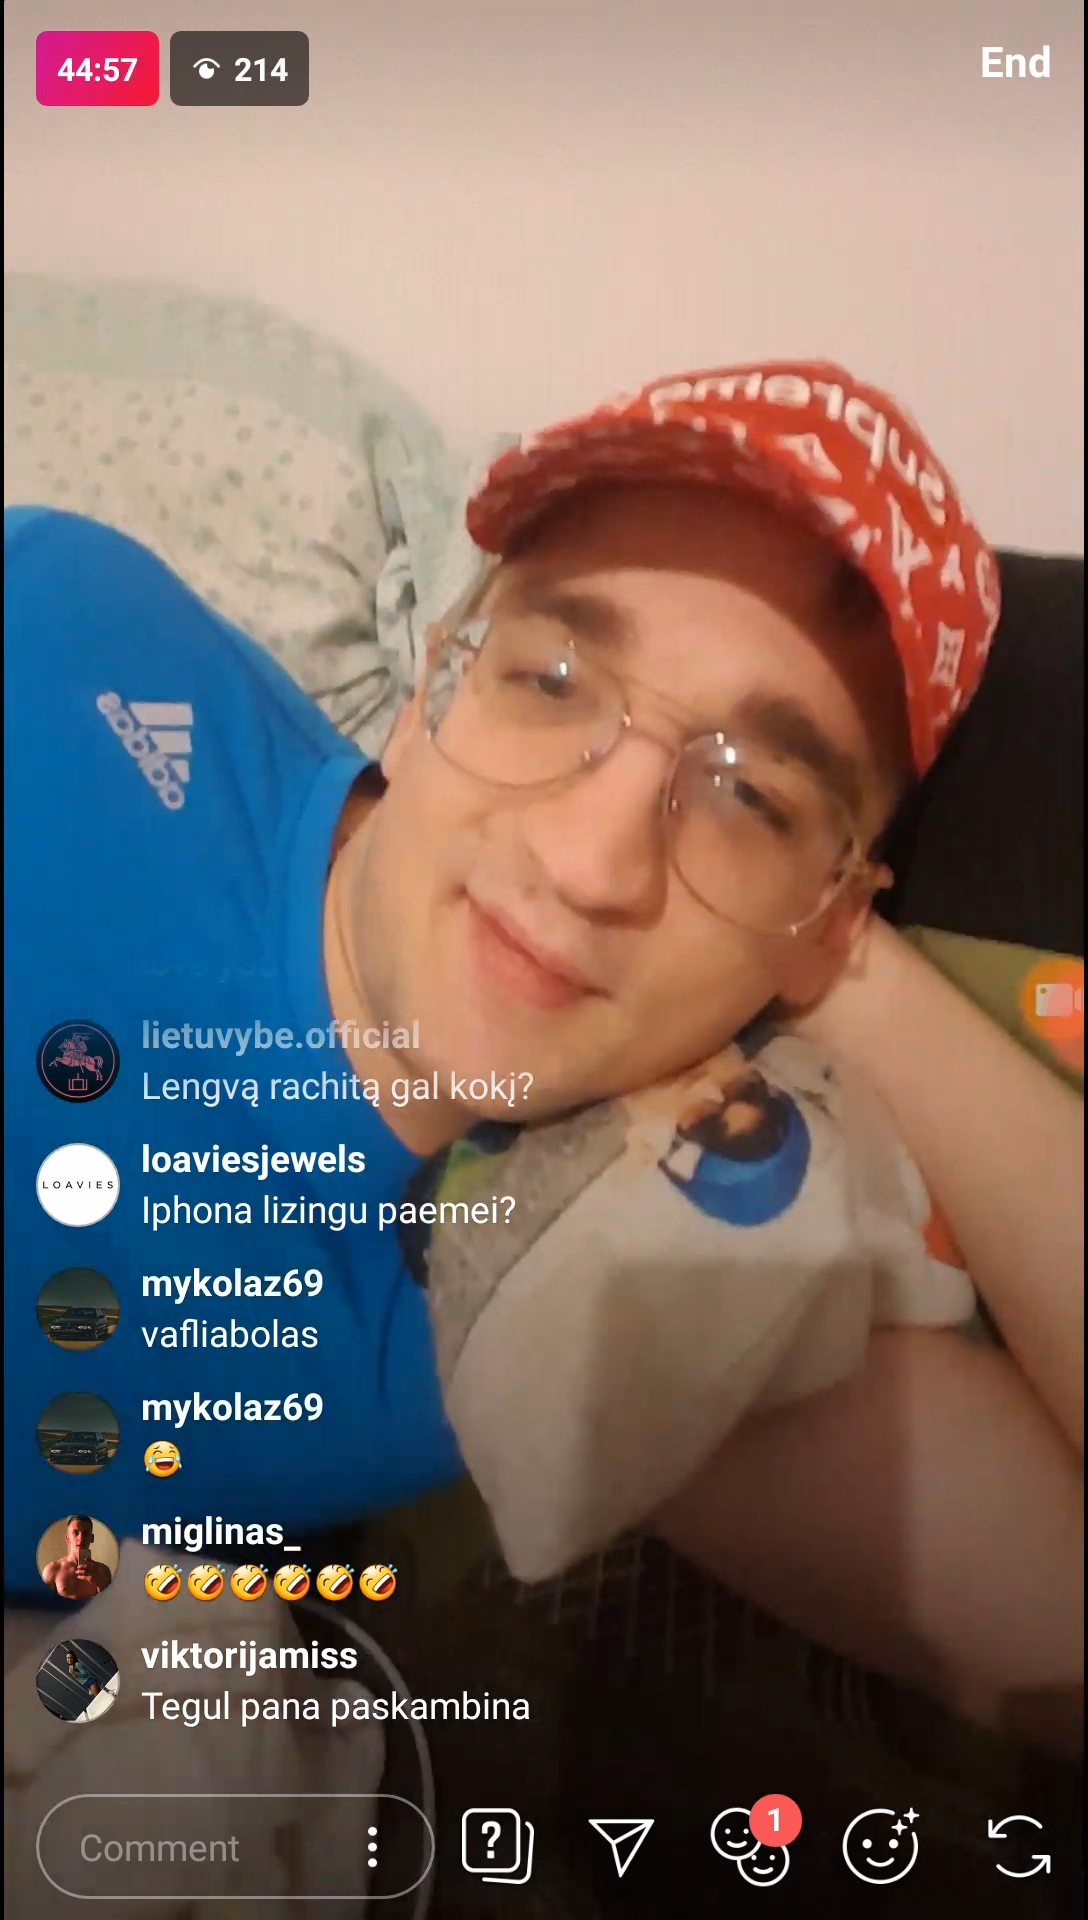 44:57
214
End
supreme
adidas
lietuvybe.official
Lengvą rachitą gal kokį?
LOAVIES
loaviesjewels
Iphona lizingu paemei?
mykolaz69
vafliabolas
mykolaz69
😂
miglinas_
🤣🤣🤣🤣🤣🤣
viktorijamiss
Tegul pana paskambina
Comment
?
1